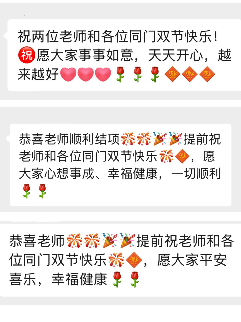 祝两位老师和各位同门双节快乐！
㊗️愿大家事事如意，天天开心，越
来越好💗💗💗🌹🌹🌹🧧🧧🧧
恭喜老师顺利结项🎊🎊🎉🎉提前祝
老师和各位同门双节快乐🎊🧧，愿
大家心想事成、幸福健康，一切顺利
🌹🌹
恭喜老师🎊🎊🎉🎉提前祝老师和各
位同门双节快乐🎊🧧，愿大家平安
喜乐，幸福健康🌹🌹